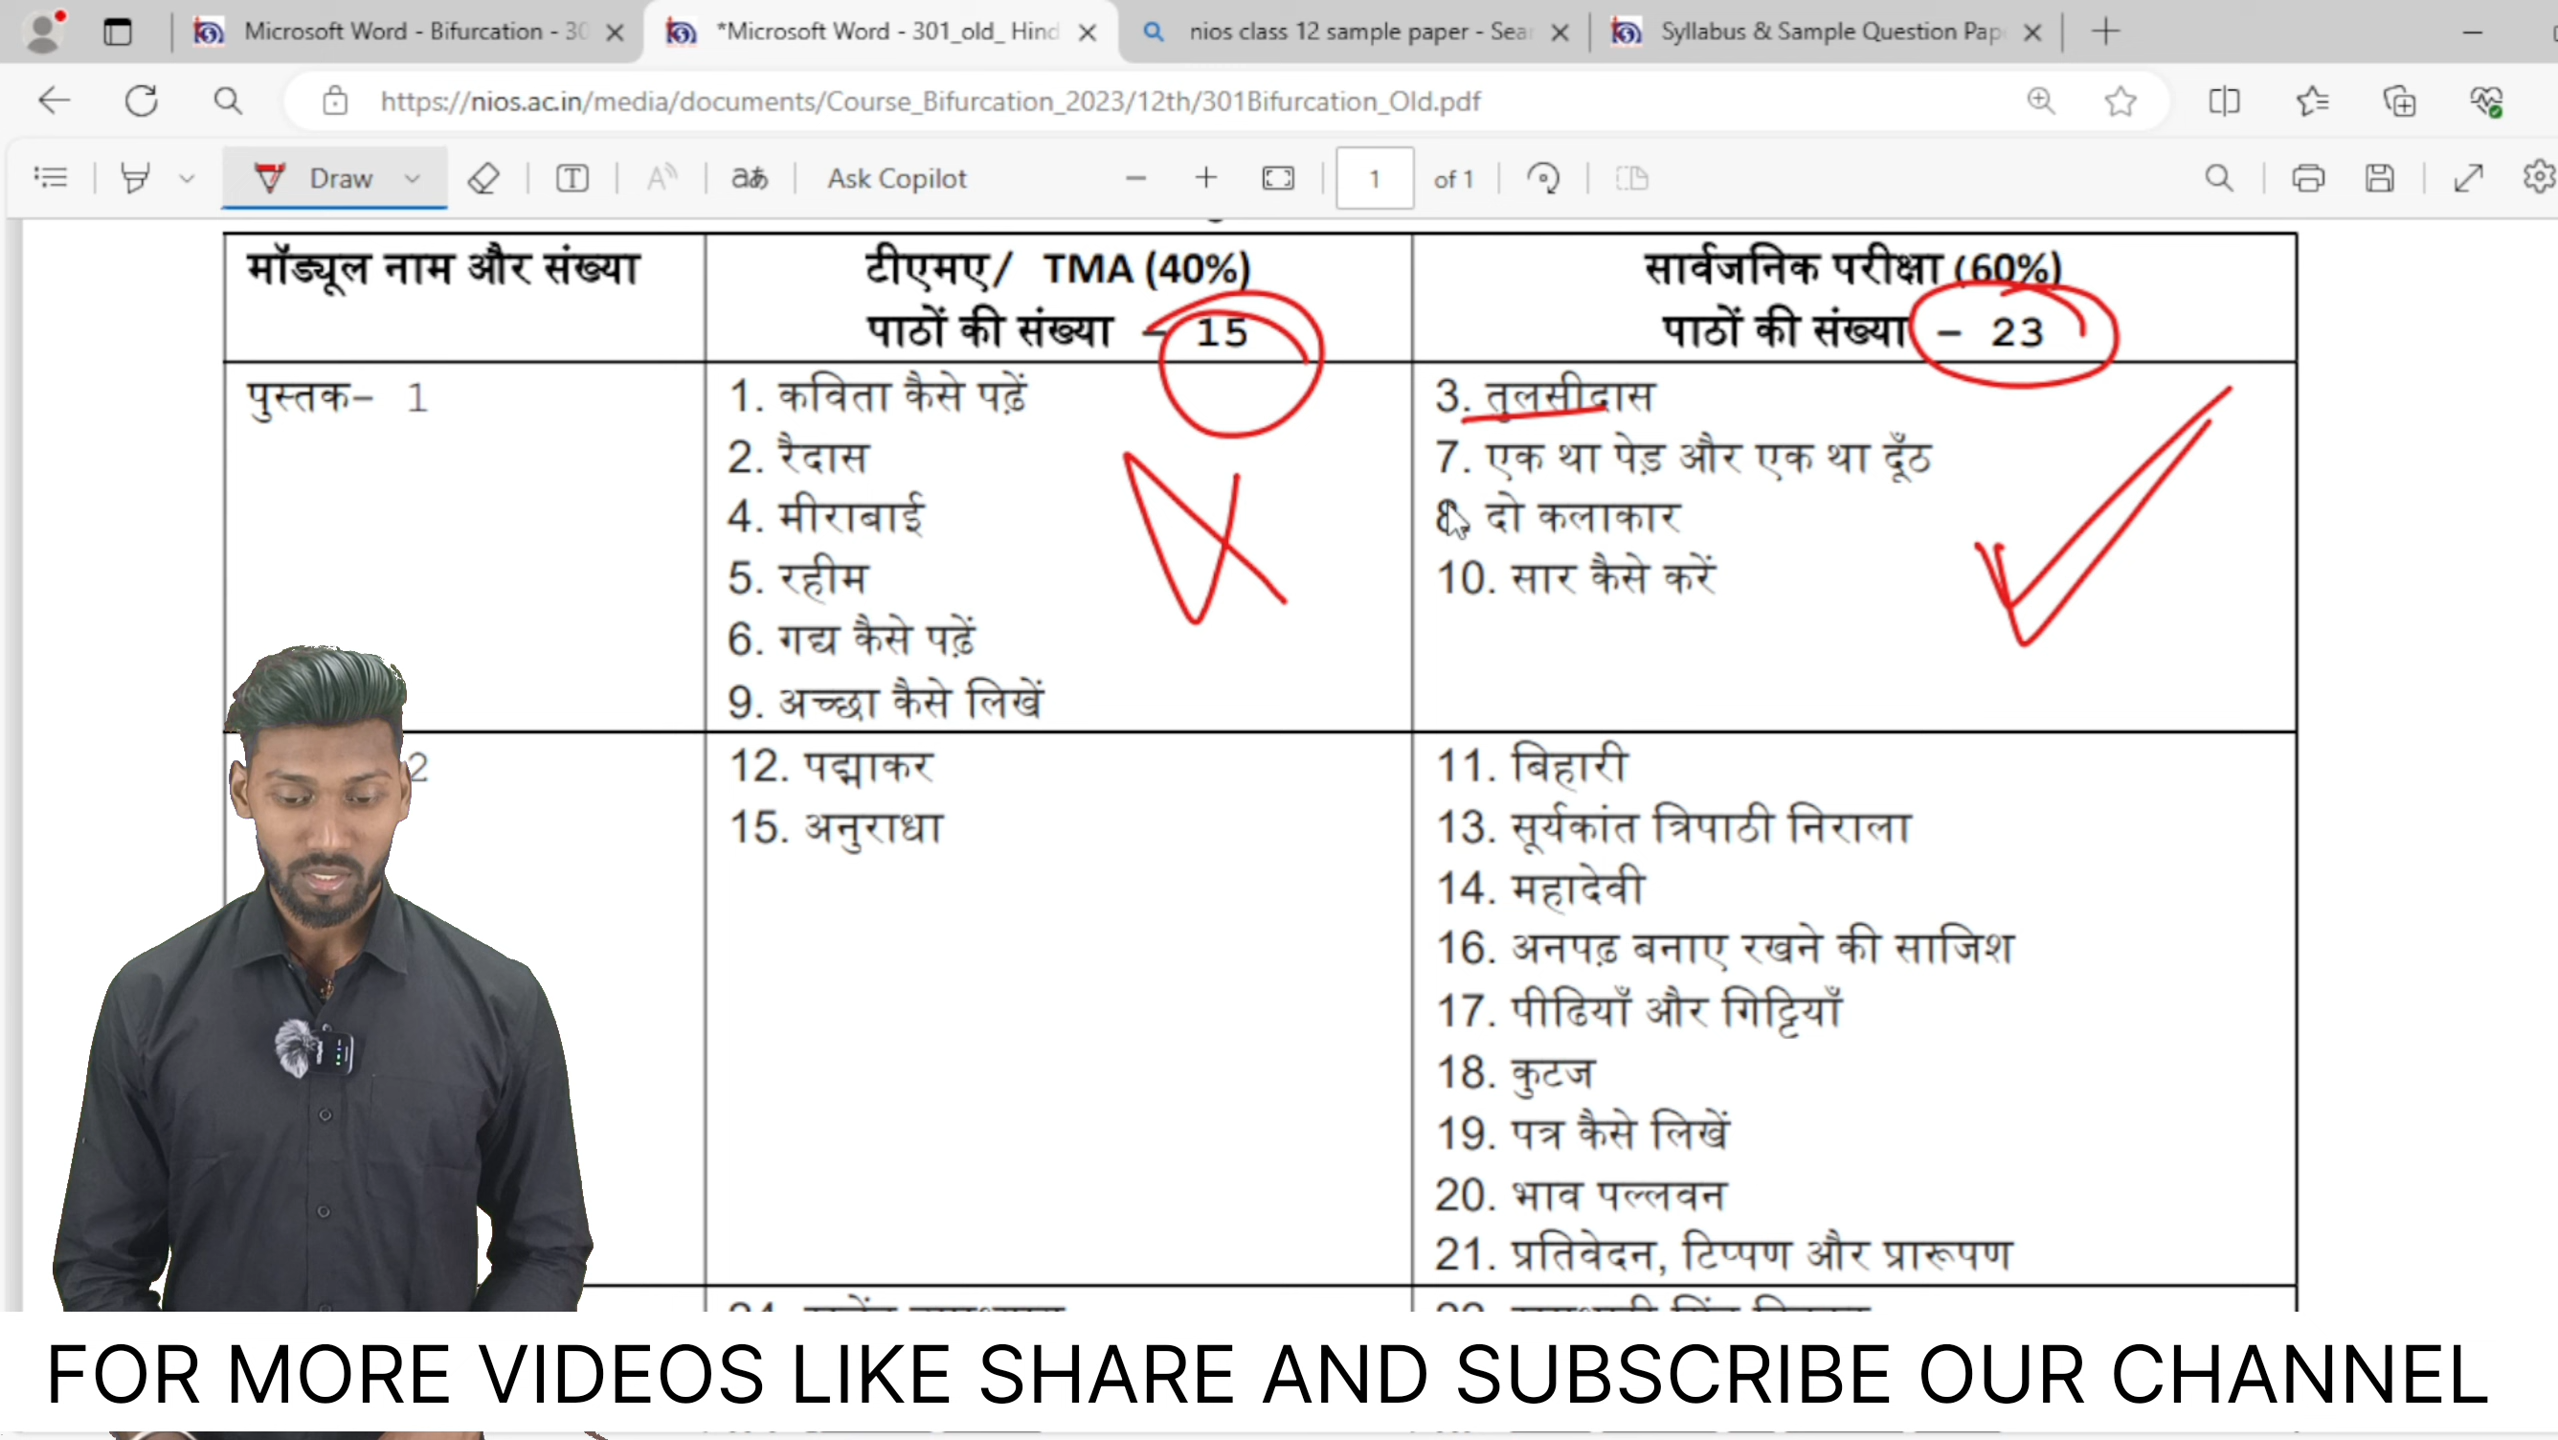 Microsoft Word - Bifurcation - 30
*Microsoft Word - 301_old_ Hind
nios class 12 sample paper - Sear
Syllabus & Sample Question Pap
https://nios.ac.in/media/documents/Course_Bifurcation_2023/12th/301Bifurcation_Old.pdf
Draw
T
A
aあ
Ask Copilot
1
of 1
मॉड्यूल नाम और संख्या
टीएमए/ TMA (40%)
पाठों की संख्या – 15
सार्वजनिक परीक्षा (60%)
पाठों की संख्या – 23
पुस्तक– 1
1. कविता कैसे पढ़ें
2. रैदास
4. मीराबाई
5. रहीम
6. गद्य कैसे पढ़ें
9. अच्छा कैसे लिखें
3. तुलसीदास
7. एक था पेड़ और एक था दूँठ
8. दो कलाकार
10. सार कैसे करें
2
12. पद्माकर
15. अनुराधा
11. बिहारी
13. सूर्यकांत त्रिपाठी निराला
14. महादेवी
16. अनपढ़ बनाए रखने की साजिश
17. पीढियाँ और गिट्टियाँ
18. कुटज
19. पत्र कैसे लिखें
20. भाव पल्लवन
21. प्रतिवेदन, टिप्पण और प्रारूपण
FOR MORE VIDEOS LIKE SHARE AND SUBSCRIBE OUR CHANNEL